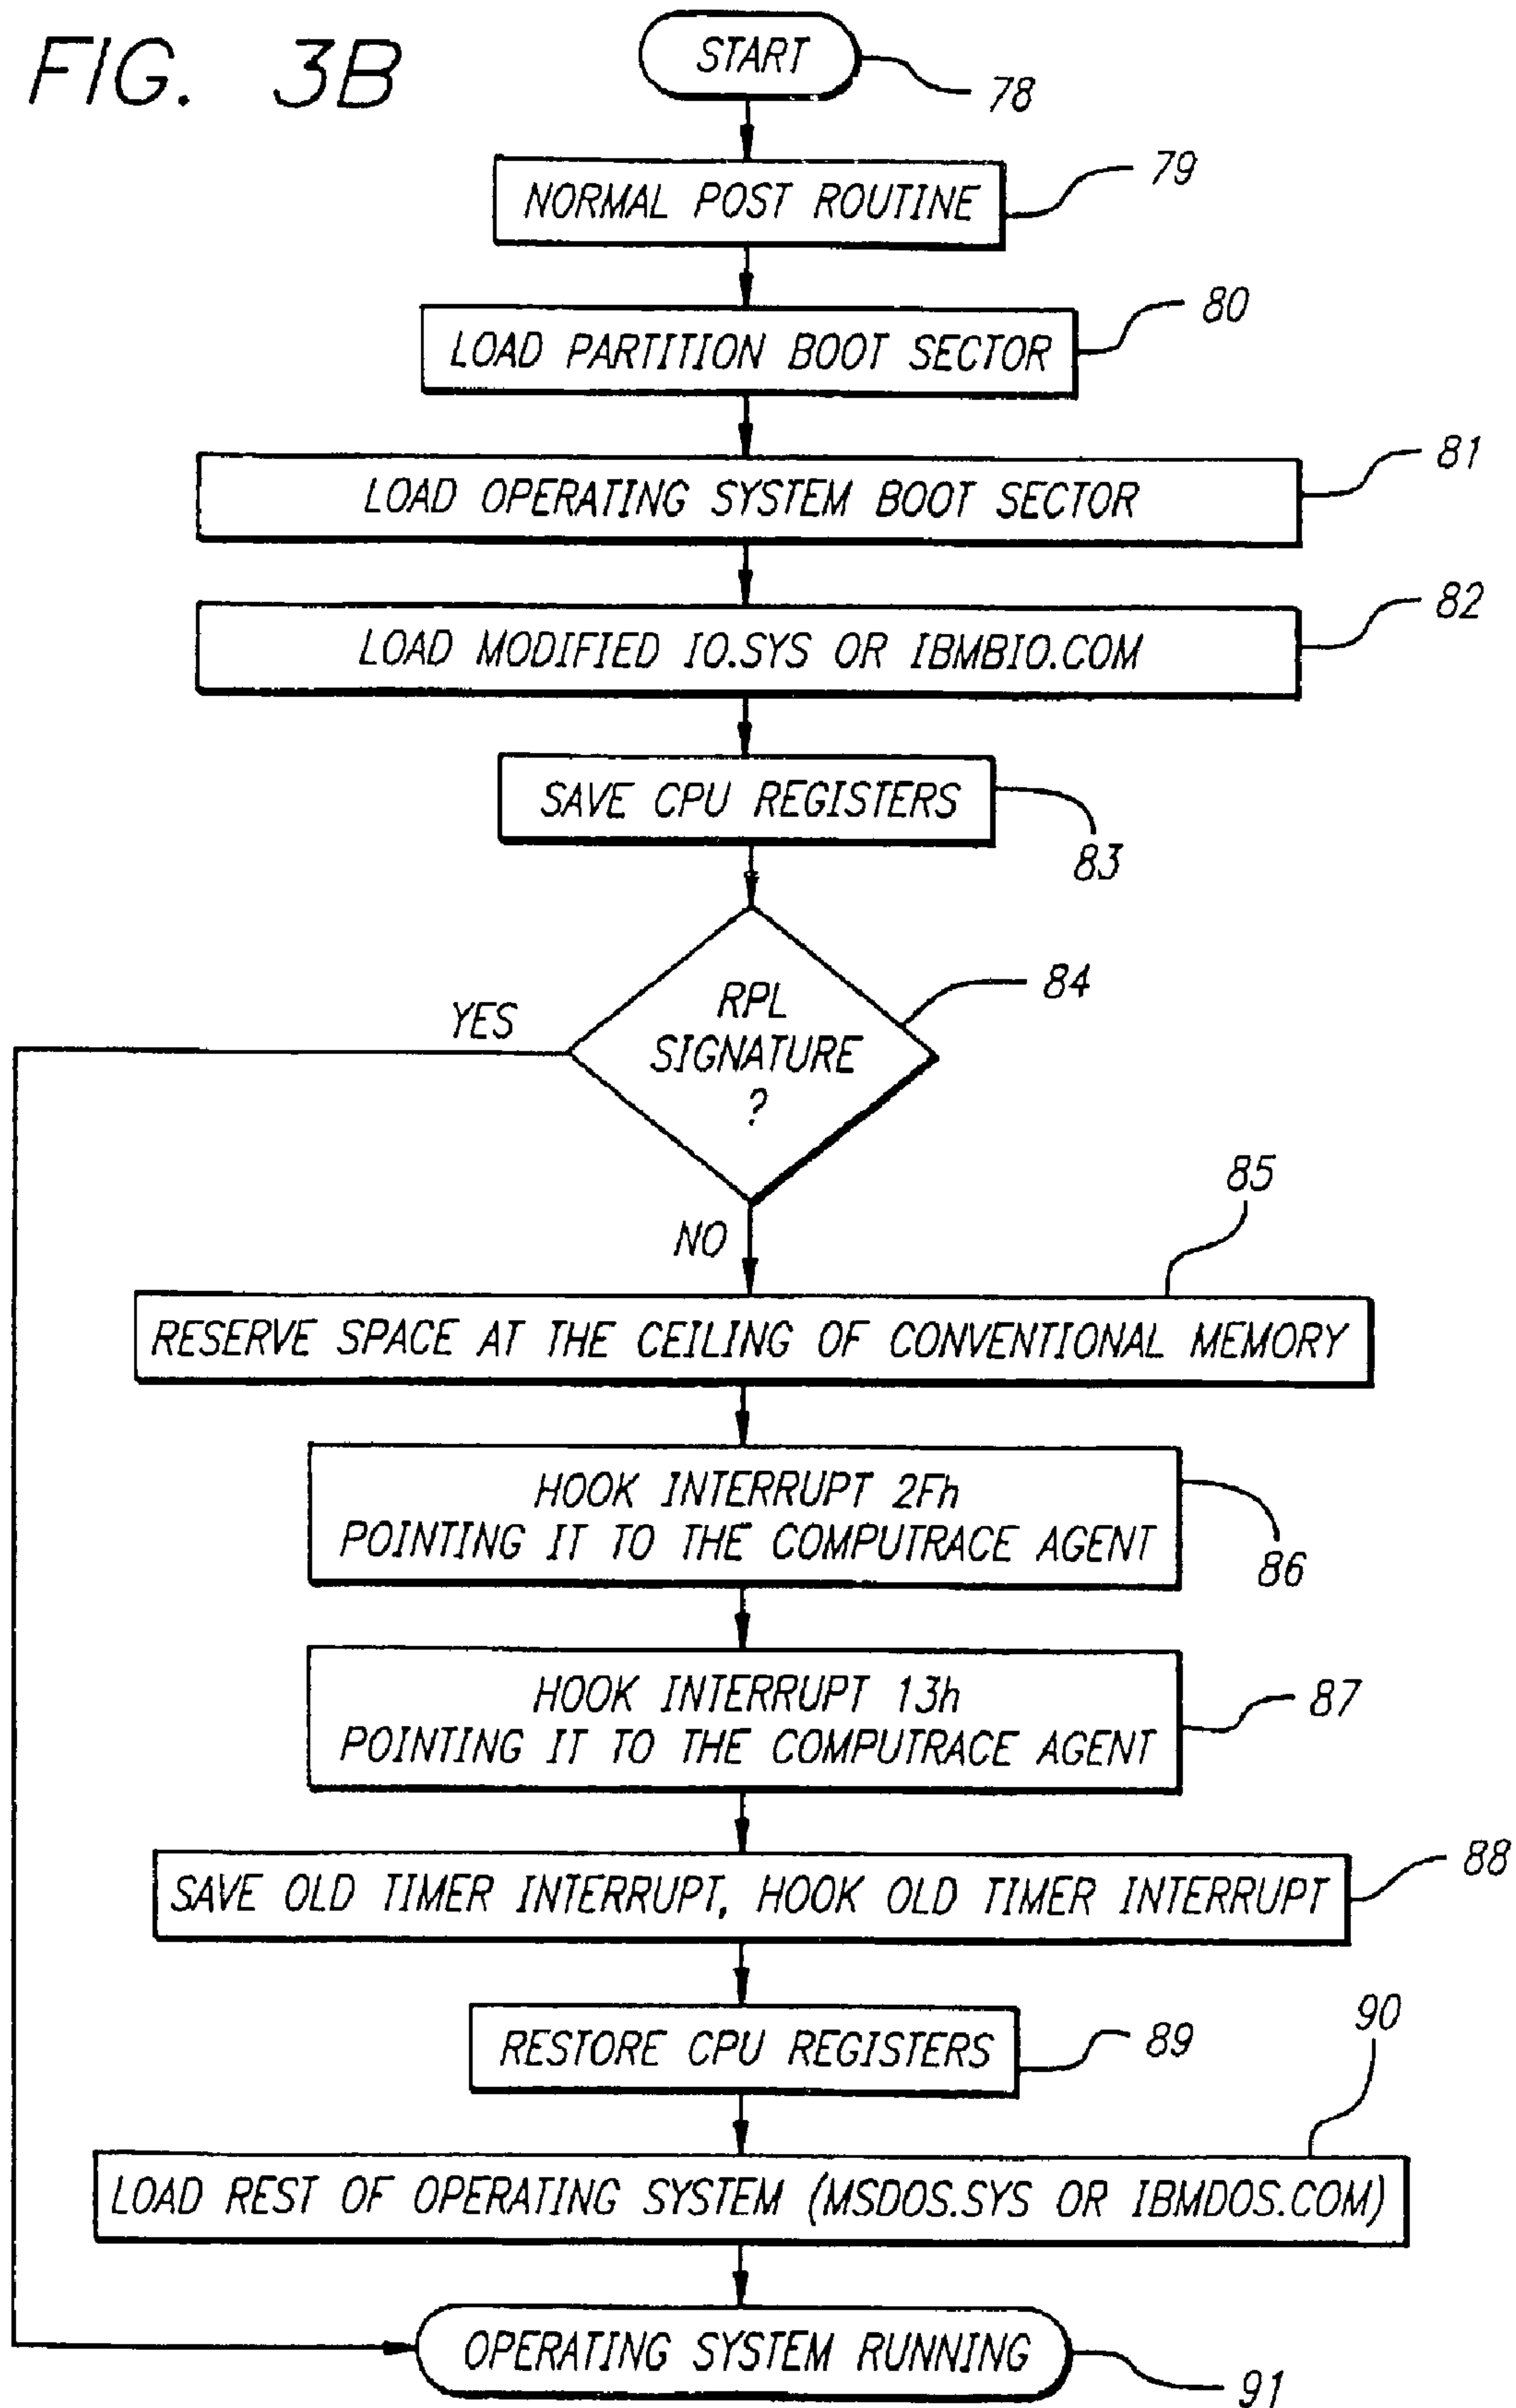 FIG. 3B
START
78
NORMAL POST ROUTINE
79
LOAD PARTITION BOOT SECTOR
80
LOAD OPERATING SYSTEM BOOT SECTOR
81
LOAD MODIFIED IO.SYS OR IBMBIO.COM
82
SAVE CPU REGISTERS
83
RPL
SIGNATURE
?
84
YES
NO
85
RESERVE SPACE AT THE CEILING OF CONVENTIONAL MEMORY
HOOK INTERRUPT 2Fh
POINTING IT TO THE COMPUTRACE AGENT
86
HOOK INTERRUPT 13h
POINTING IT TO THE COMPUTRACE AGENT
87
SAVE OLD TIMER INTERRUPT, HOOK OLD TIMER INTERRUPT
88
RESTORE CPU REGISTERS
89
90
LOAD REST OF OPERATING SYSTEM (MSDOS.SYS OR IBMDOS.COM)
OPERATING SYSTEM RUNNING
91